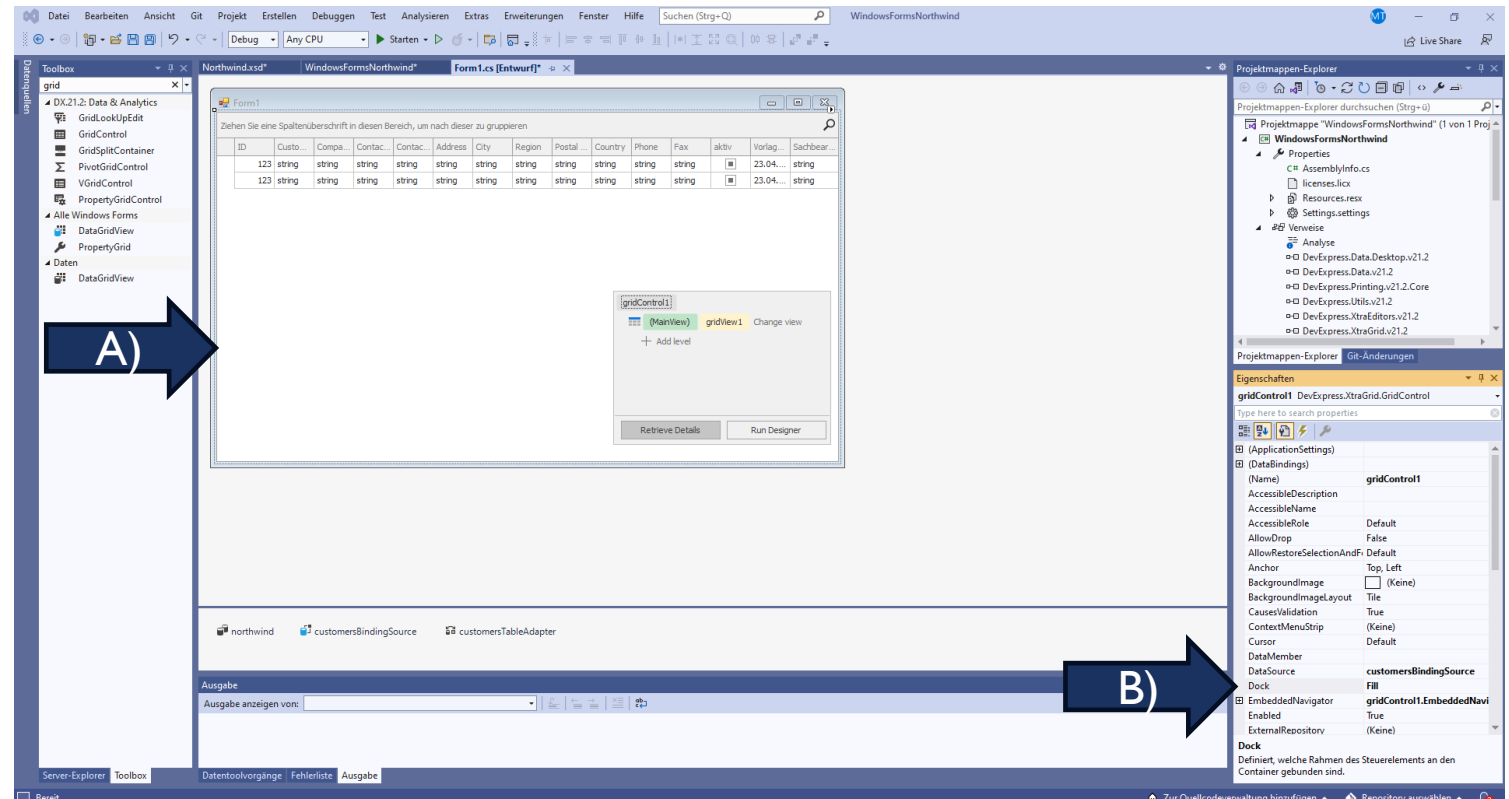 Datei Bearbeiten Ansicht Git Projekt Erstellen Debuggen Test Analysieren Extras Erweiterungen Fenster Hilfe Suchen (Strg+Q) WindowsFormsNorthwind MT
Debug Any CPU Starten Live Share
Datenquellen
Toolbox
grid
DX.21.2: Data & Analytics
GridLookUpEdit
GridControl
GridSplitContainer
PivotGridControl
VGridControl
PropertyGridControl
Alle Windows Forms
DataGridView
PropertyGrid
Daten
DataGridView
A)
Server-Explorer Toolbox
Northwind.xsd* WindowsFormsNorthwind* Form1.cs [Entwurf]*
Form1
Ziehen Sie eine Spaltenüberschrift in diesen Bereich, um nach dieser zu gruppieren
ID Custo... Compa... Contac... Contac... Address City Region Postal ... Country Phone Fax aktiv Vorlag... Sachbear...
123 string string string string string string string string string string string 23.04.... string
123 string string string string string string string string string string string 23.04.... string
gridControl1
(MainView) gridView1 Change view
Add level
Retrieve Details Run Designer
northwind customersBindingSource customersTableAdapter
Ausgabe
Ausgabe anzeigen von:
Datentoolvorgänge Fehlerliste Ausgabe
B)
Projektmappen-Explorer
Projektmappen-Explorer durchsuchen (Strg+ü)
Projektmappe "WindowsFormsNorthwind" (1 von 1 Proj
WindowsFormsNorthwind
Properties
C# AssemblyInfo.cs
licenses.licx
Resources.resx
Settings.settings
Verweise
Analyse
DevExpress.Data.Desktop.v21.2
DevExpress.Data.v21.2
DevExpress.Printing.v21.2.Core
DevExpress.Utils.v21.2
DevExpress.XtraEditors.v21.2
DevExpress.XtraGrid.v21.2
Projektmappen-Explorer Git-Änderungen
Eigenschaften
gridControl1 DevExpress.XtraGrid.GridControl
Type here to search properties
(ApplicationSettings)
(DataBindings)
(Name) gridControl1
AccessibleDescription
AccessibleName
AccessibleRole Default
AllowDrop False
AllowRestoreSelectionAndF Default
Anchor Top, Left
BackgroundImage (Keine)
BackgroundImageLayout Tile
CausesValidation True
ContextMenuStrip (Keine)
Cursor Default
DataMember
DataSource customersBindingSource
Dock Fill
EmbeddedNavigator gridControl1.EmbeddedNavi
Enabled True
ExternalRepository (Keine)
Dock
Definiert, welche Rahmen des Steuerelements an den
Container gebunden sind.
Bereit Zur Quellcodeverwaltung hinzufügen Repository auswählen